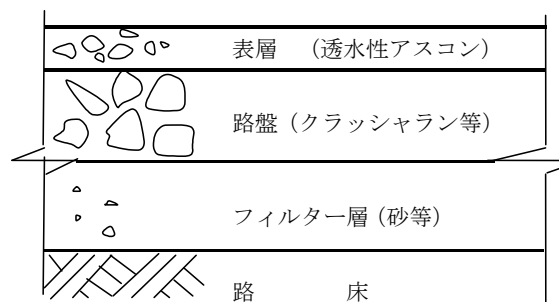 表層　（透水性アスコン）
路盤（クラッシャラン等）
フィルター層（砂等）
路　　　床